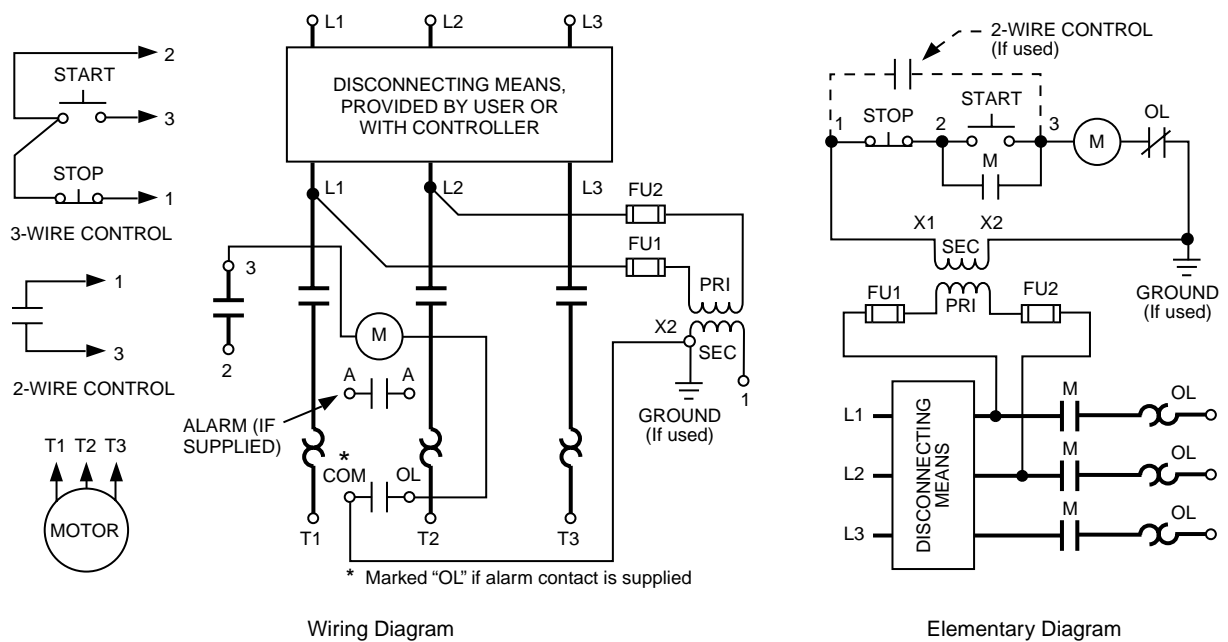 2
START
3
STOP
1
3-WIRE CONTROL
1
3
2-WIRE CONTROL
T1 T2 T3
MOTOR
L1 L2 L3
DISCONNECTING MEANS,
PROVIDED BY USER OR
WITH CONTROLLER
L1 L2 L3
FU2
FU1
PRI
X2
SEC
1
GROUND
(If used)
3
2
M
A A
ALARM (IF
SUPPLIED)
*
COM OL
T1 T2 T3
* Marked “OL” if alarm contact is supplied
Wiring Diagram
2-WIRE CONTROL
(If used)
START
1 STOP 2 3 OL
M
M
X1 X2
SEC
GROUND
(If used)
FU1 PRI FU2
L1 M OL
L2 M OL
L3 M OL
DISCONNECTING
MEANS
Elementary Diagram